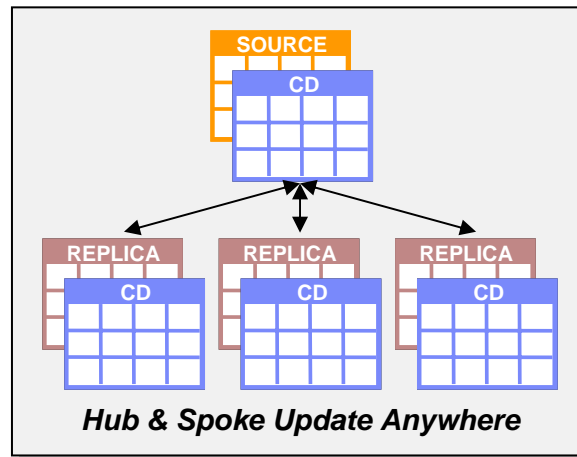 SOURCE
CD
REPLICA
REPLICA
REPLICA
CD
CD
CD
Hub & Spoke Update Anywhere